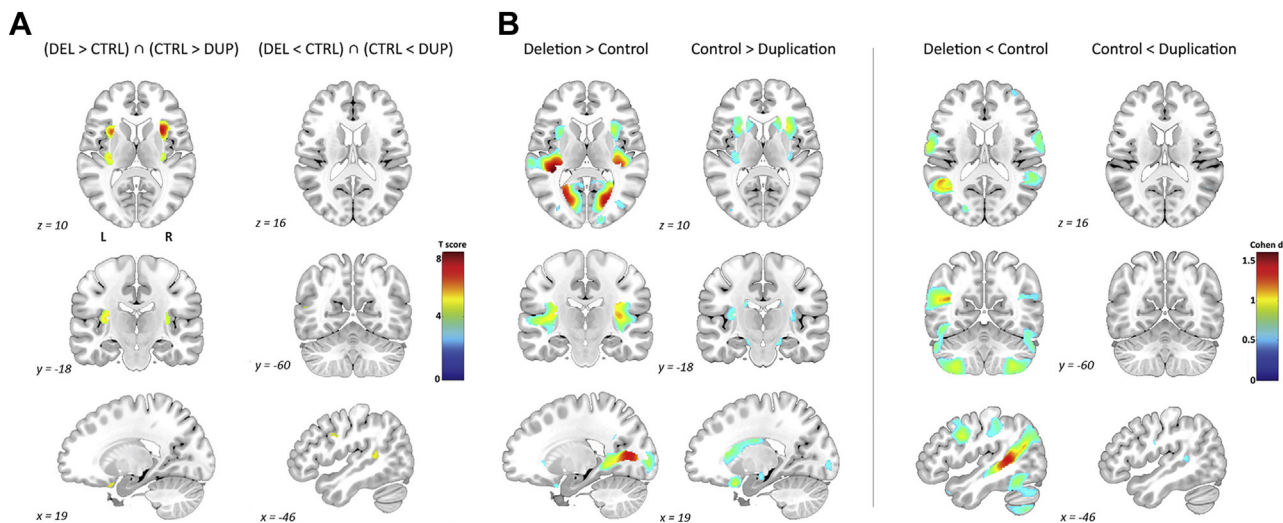 A
B
(DEL > CTRL) ∩ (CTRL > DUP)
(DEL < CTRL) ∩ (CTRL < DUP)
Deletion > Control
Control > Duplication
Deletion < Control
Control < Duplication
z = 10
L
R
z = 16
z = 10
z = 16
T score
8
4
0
Cohen d
1.5
1
0.5
0
y = -18
y = -60
y = -18
y = -60
x = 19
x = -46
x = 19
x = -46